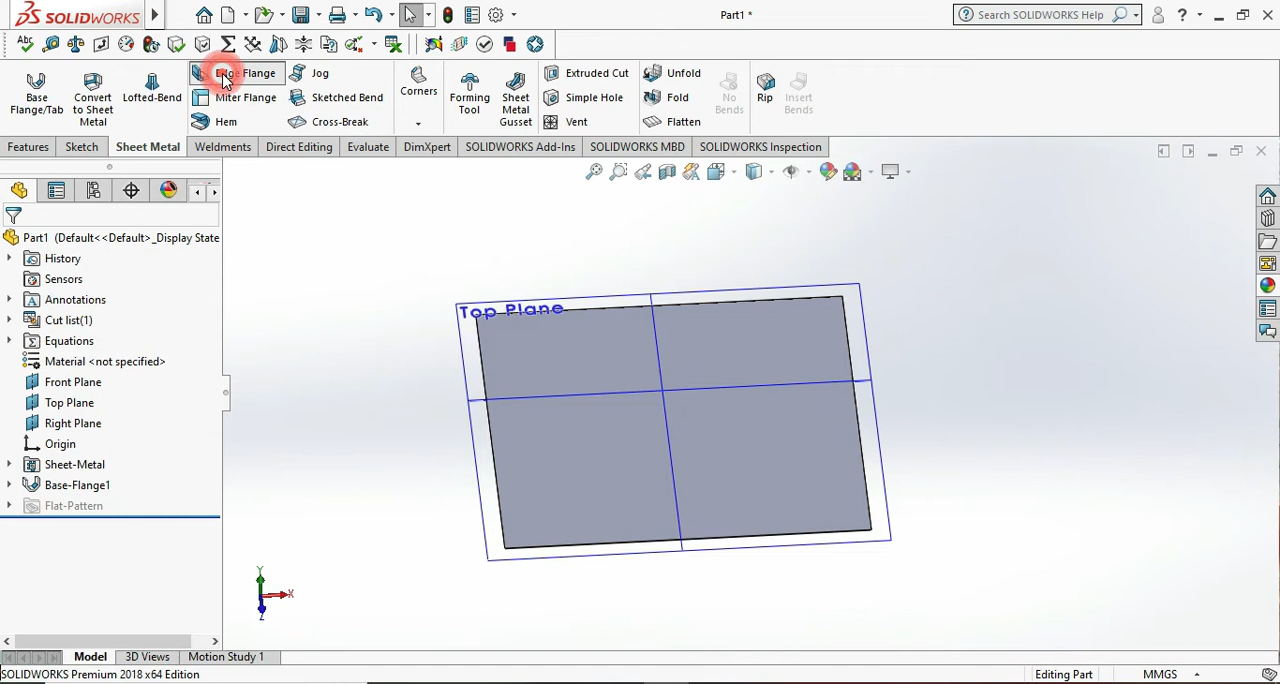 SOLIDWORKS
Part1 *
Search SOLIDWORKS Help
?
Abc
Base Flange/Tab
Convert to Sheet Metal
Lofted-Bend
Edge Flange
Miter Flange
Hem
Jog
Sketched Bend
Cross-Break
Corners
Forming Tool
Sheet Metal Gusset
Extruded Cut
Simple Hole
Vent
Unfold
Fold
Flatten
No Bends
Rip
Insert Bends
Features
Sketch
Sheet Metal
Weldments
Direct Editing
Evaluate
DimXpert
SOLIDWORKS Add-Ins
SOLIDWORKS MBD
SOLIDWORKS Inspection
Part1 (Default<<Default>_Display State
History
Sensors
Annotations
Cut list(1)
Equations
Material <not specified>
Front Plane
Top Plane
Right Plane
Origin
Sheet-Metal
Base-Flange1
Flat-Pattern
Top Plane
Y
X
Z
Model
3D Views
Motion Study 1
SOLIDWORKS Premium 2018 x64 Edition
Editing Part
MMGS